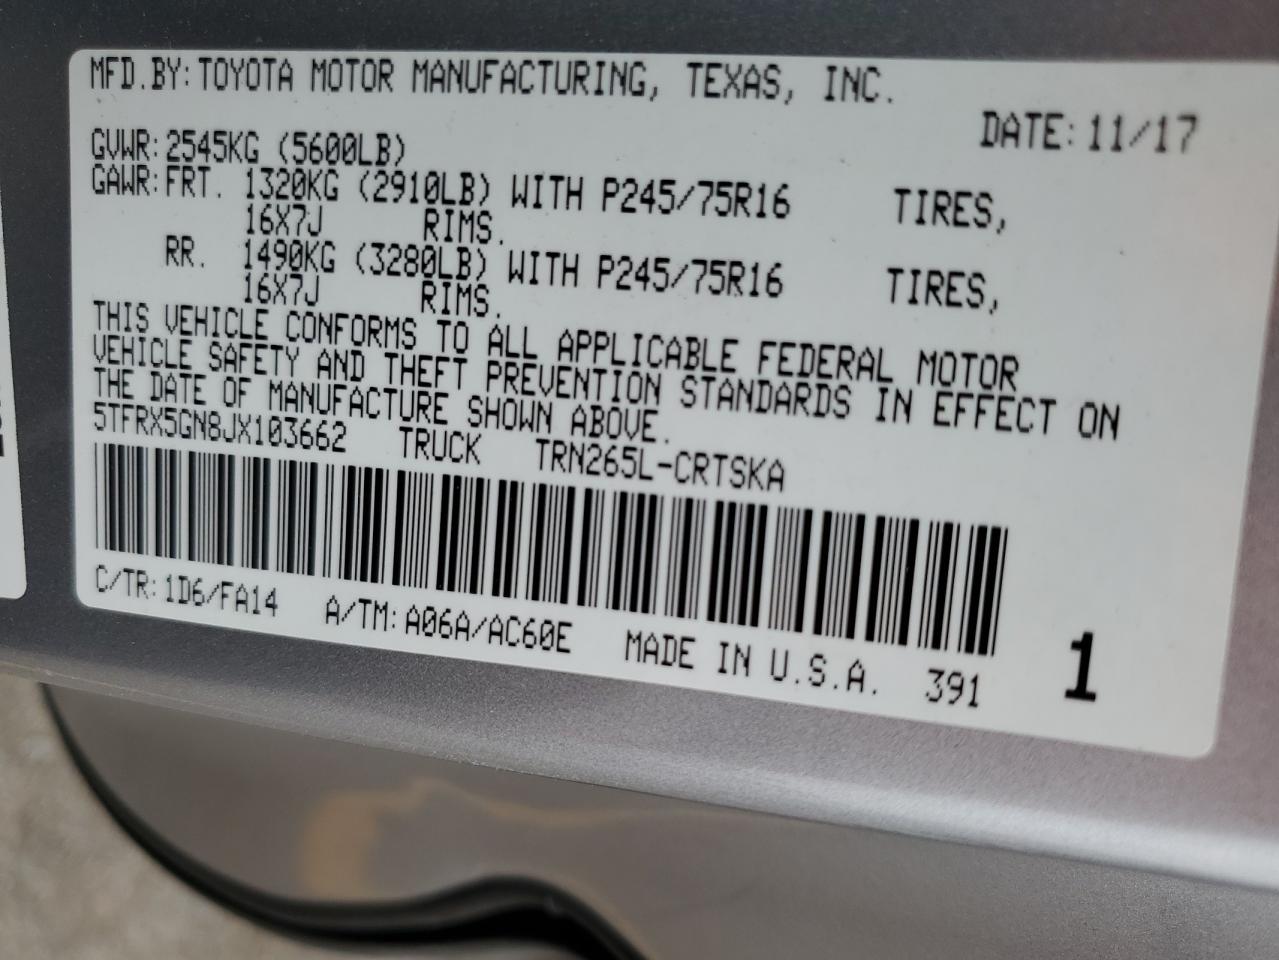 MFD.BY:TOYOTA MOTOR MANUFACTURING, TEXAS, INC.
DATE:11/17
GVWR:2545KG (5600LB)
GAWR:FRT. 1320KG (2910LB) WITH P245/75R16 TIRES,
16X7J RIMS.
RR. 1490KG (3280LB) WITH P245/75R16 TIRES,
16X7J RIMS.
THIS VEHICLE CONFORMS TO ALL APPLICABLE FEDERAL MOTOR
VEHICLE SAFETY AND THEFT PREVENTION STANDARDS IN EFFECT ON
THE DATE OF MANUFACTURE SHOWN ABOVE.
5TFRX5GN8JX103662 TRUCK TRN265L-CRTSKA
C/TR:1D6/FA14 A/TM:A06A/AC60E MADE IN U.S.A. 391 1